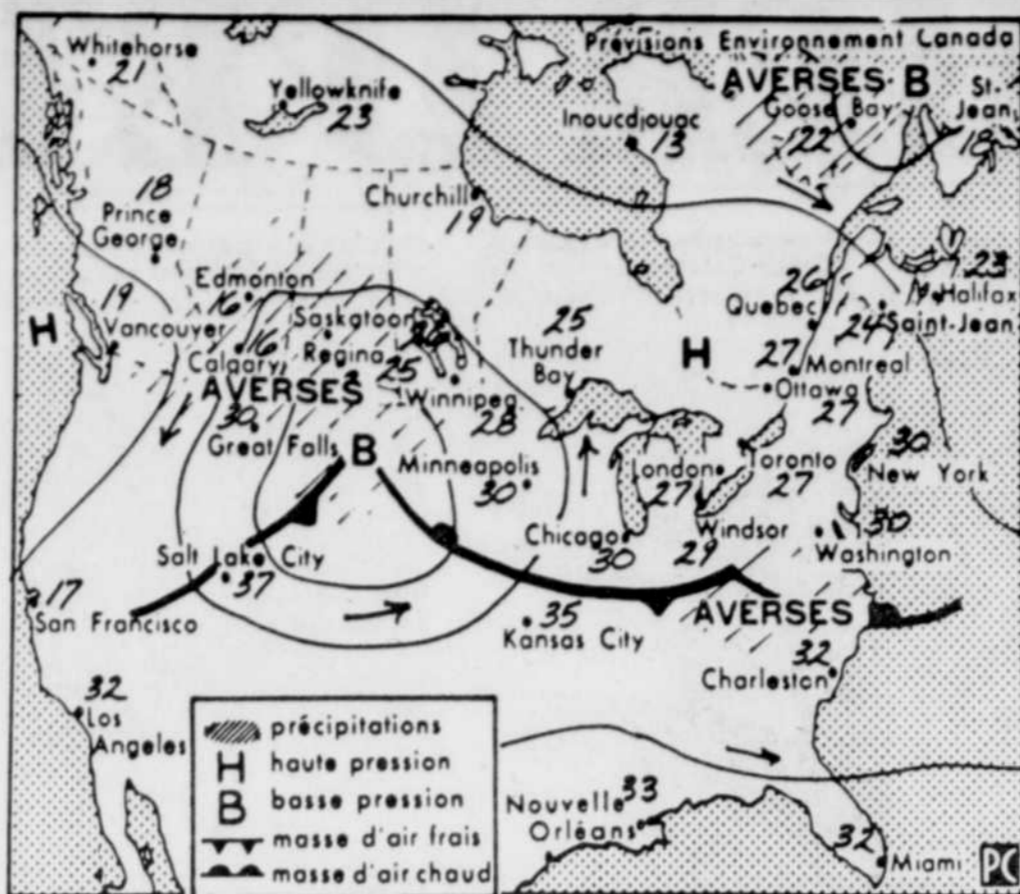 Prévisions Environnement Canada
Whitehorse
21
Yellowknife
23
AVERSES B
Goose Bay
22
St-
Jean
18
Inoucdjouac
13
18
Prince
George
Churchill
19
Edmonton
16
19
H
Vancouver
Saskatoon
26
Calgary
16
Regina
25
AVERSES
Winnipeg
28
25
Thunder
Bay
H
26
Quebec
23
Halifax
24
Saint-Jean
27
Montreal
Ottawa
27
30
Great Falls
B
Minneapolis
30
London
27
Toronto
27
30
New York
Chicago
30
Windsor
29
30
Washington
Salt Lake City
37
17
San Francisco
35
Kansas City
AVERSES
32
Charleston
32
Los
Angeles
précipitations
H haute pression
B basse pression
masse d'air frais
masse d'air chaud
Nouvelle 33
Orléans
32
Miami
PC